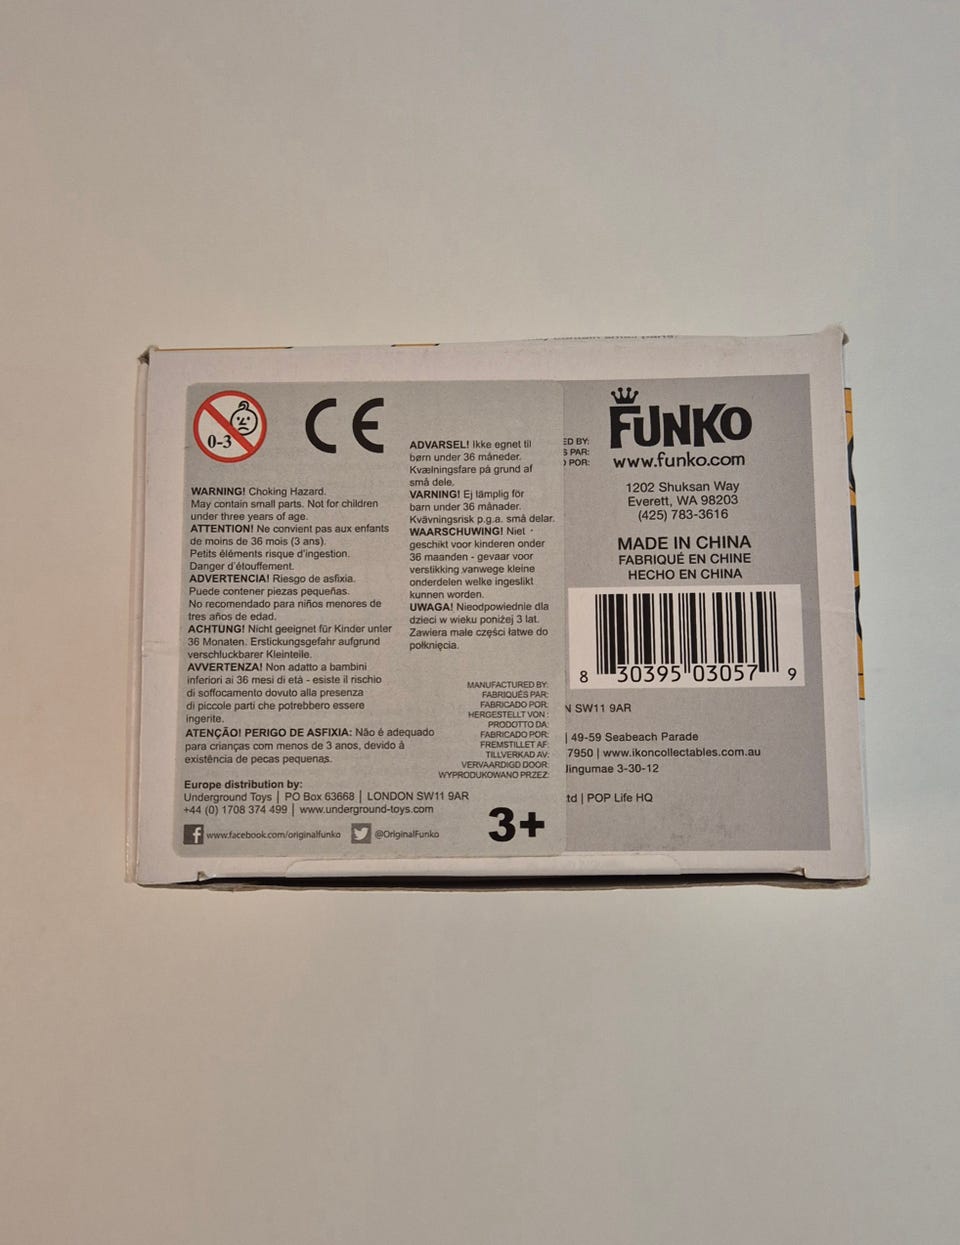 0-3
CE
WARNING! Choking Hazard.
May contain small parts. Not for children
under three years of age.
ATTENTION! Ne convient pas aux enfants
de moins de 36 mois (3 ans).
Petits éléments risque d'ingestion.
Danger d'étouffement.
ADVERTENCIA! Riesgo de asfixia.
Puede contener piezas pequeñas.
No recomendado para niños menores de
tres años de edad.
ACHTUNG! Nicht geeignet für Kinder unter
36 Monaten. Erstickungsgefahr aufgrund
verschluckbarer Kleinteile.
AVVERTENZA! Non adatto a bambini
inferiori ai 36 mesi di età - esiste il rischio
di soffocamento dovuto alla presenza
di piccole parti che potrebbero essere
ingerite.
ATENÇÃO! PERIGO DE ASFIXIA: Não é adequado
para crianças com menos de 3 anos, devido à
existência de pecas pequenas.
Europe distribution by:
Underground Toys | PO Box 63668 | LONDON SW11 9AR
+44 (0) 1708 374 499 | www.underground-toys.com
www.facebook.com/originalfunko
@OriginalFunko
ADVARSEL! Ikke egnet til
børn under 36 måneder.
Kvælningsfare på grund af
små dele.
VARNING! Ej lämplig för
barn under 36 månader.
Kvävningsrisk p.g.a. små delar.
WAARSCHUWING! Niet
geschikt voor kinderen onder
36 maanden - gevaar voor
verstikking vanwege kleine
onderdelen welke ingeslikt
kunnen worden.
UWAGA! Nieodpowiednie dla
dzieci w wieku poniżej 3 lat.
Zawiera małe części łatwe do
połknięcia.
MANUFACTURED BY:
FABRIQUÉS PAR:
FABRICADO POR:
HERGESTELLT VON :
PRODOTTO DA:
FABRICADO POR:
FREMSTILLET AF:
TILLVERKAD AV:
VERVAARDIGD DOOR:
WYPRODUKOWANO PRZEZ:
3+
ED BY:
S PAR:
POR:
FUNKO
www.funko.com
1202 Shuksan Way
Everett, WA 98203
(425) 783-3616
MADE IN CHINA
FABRIQUÉ EN CHINE
HECHO EN CHINA
8 30395 03057 9
N SW11 9AR
| 49-59 Seabeach Parade
7950 | www.ikoncollectables.com.au
Jingumae 3-30-12
td | POP Life HQ